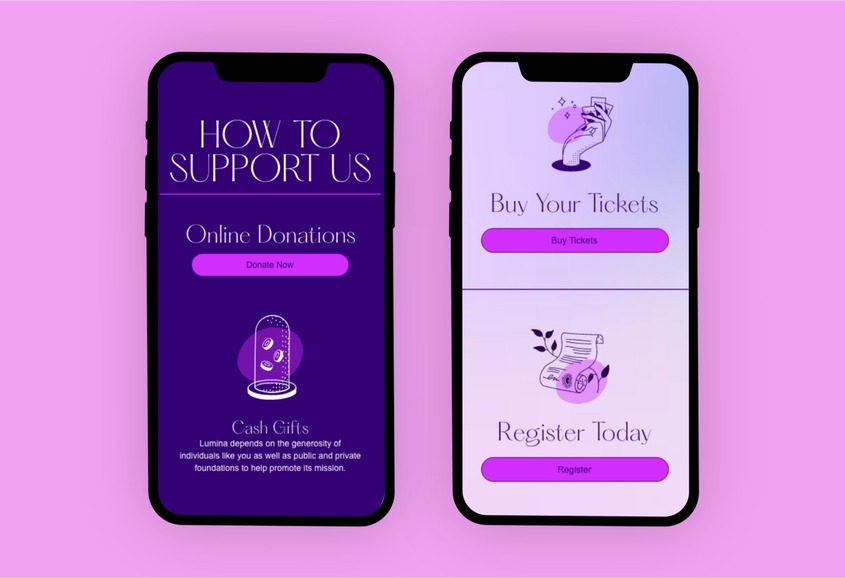 HOW TO
SUPPORT US
Online Donations
Donate Now
Cash Gifts
Lumina depends on the generosity of
individuals like you as well as public and private
foundations to help promote its mission.
Buy Your Tickets
Buy Tickets
Register Today
Register